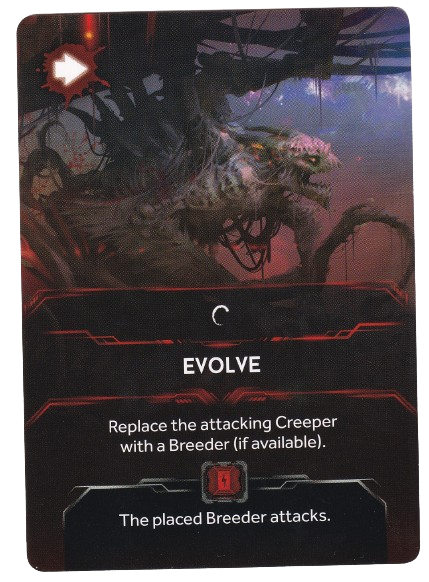 EVOLVE
Replace the attacking Creeper
with a Breeder (if available).
The placed Breeder attacks.